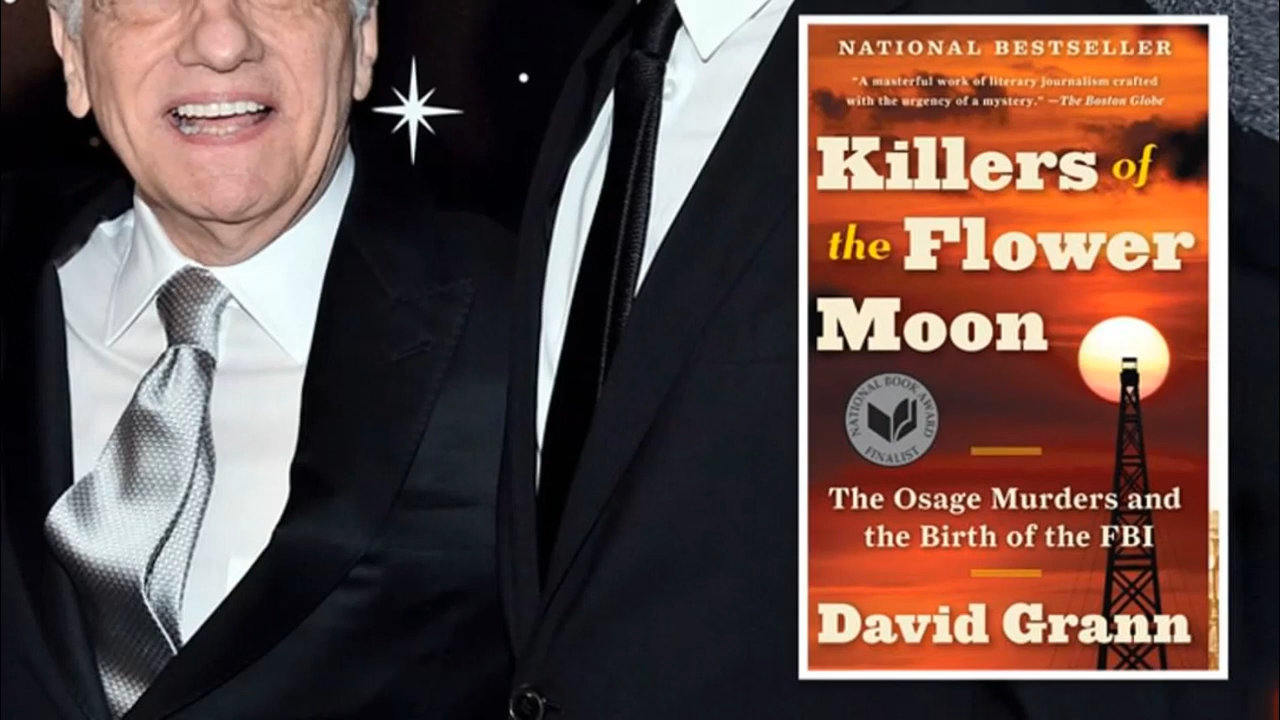 NATIONAL BESTSELLER
"A masterful work of literary journalism crafted
with the urgency of a mystery." —The Boston Globe
Killers of
the Flower
Moon
NATIONAL BOOK AWARD
FINALIST
The Osage Murders and
the Birth of the FBI
David Grann